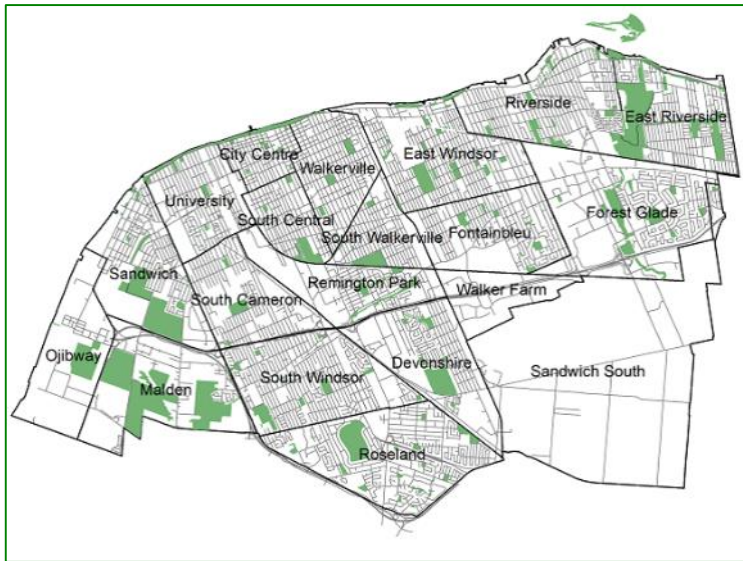 Riverside
East Riverside
City Centre
Walkerville
East Windsor
University
South Central
South Walkerville
Fontainbleu
Forest Glade
Sandwich
South Cameron
Remington Park
Walker Farm
Ojibway
Malden
South Windsor
Devonshire
Sandwich South
Roseland